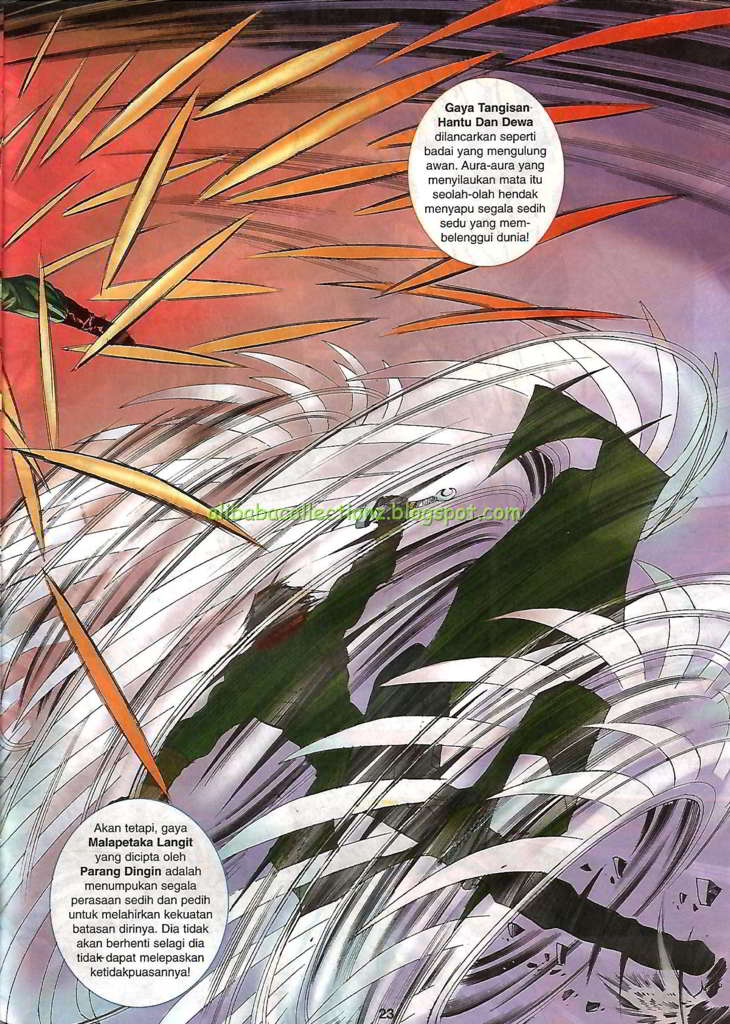 Gaya Tangisan
Hantu Dan Dewa
dilancarkan seperti
badai yang mengulung
awan. Aura-aura yang
menyilaukan mata itu
seolah-olah hendak
menyapu segala sedih
sedu yang mem-
belenggui dunia!
alibabacollectionz.blogspot.com
Akan tetapi, gaya
Malapetaka Langit
yang dicipta oleh
Parang Dingin adalah
menumpukan segala
perasaan sedih dan pedih
untuk melahirkan kekuatan
batasan dirinya. Dia tidak
akan berhenti selagi dia
tidak dapat melepaskan
ketidakpuasannya!
23